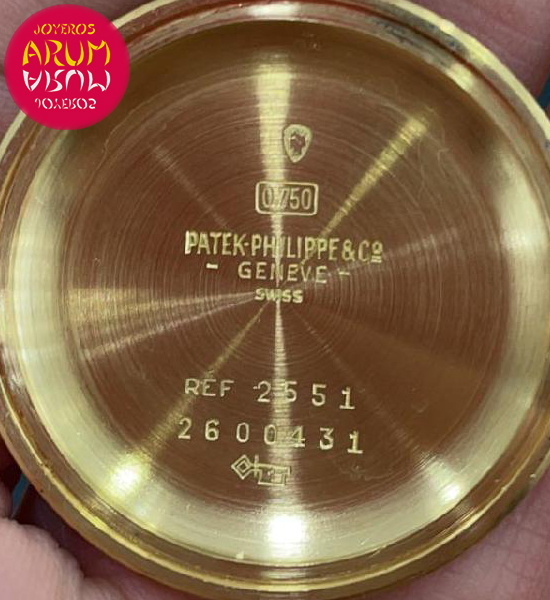 JOYEROS
ARUM
ARUM
JOYEROS
0.750
PATEK·PHILIPPE & Cº
- GENEVE -
SWISS
REF 2551
2600431